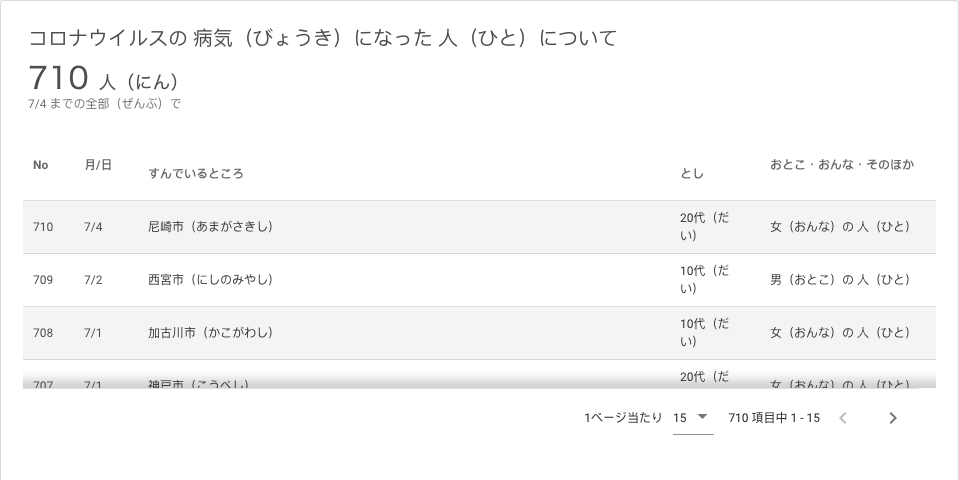 コロナウイルスの 病気（びょうき）になった 人（ひと）について
710 人（にん）
7/4 までの全部（ぜんぶ）で
No 月/日 すんでいるところ とし おとこ・おんな・そのほか
710 7/4 尼崎市（あまがさきし） 20代（だい） 女（おんな）の 人（ひと）
709 7/2 西宮市（にしのみやし） 10代（だい） 男（おとこ）の 人（ひと）
708 7/1 加古川市（かこがわし） 10代（だい） 女（おんな）の 人（ひと）
707 7/1 神戸市（こうべし） 20代（だ 女（おんな）の 人（ひと）
1ページ当たり 15 710 項目中 1 - 15